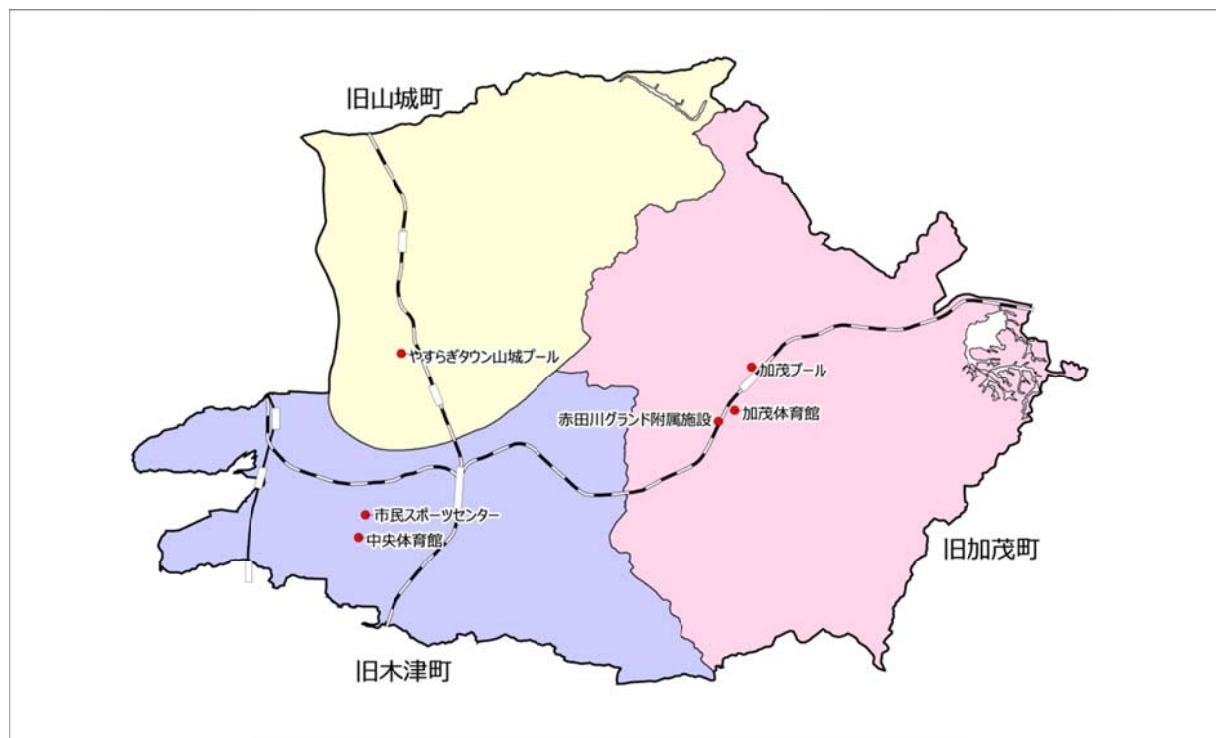 旧山城町
やすらぎタウン山城プール
加茂プール
加茂体育館
赤田川グランド附属施設
市民スポーツセンター
中央体育館
旧加茂町
旧木津町